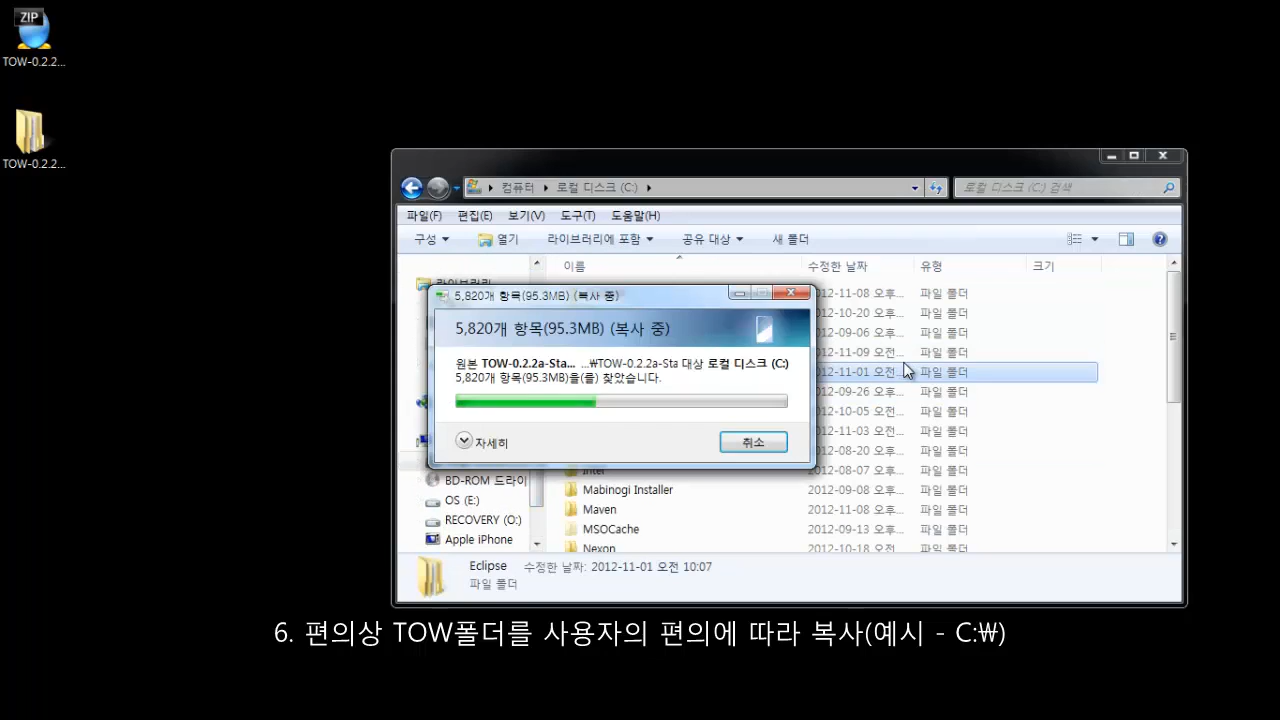 ZIP
TOW-0.2.2...
TOW-0.2.2...
컴퓨터 로컬 디스크 (C:)
로컬 디스크 (C:) 검색
파일(F) 편집(E) 보기(V) 도구(T) 도움말(H)
구성 열기 라이브러리에 포함 공유 대상 새 폴더
이름 수정한 날짜 유형 크기
라이브러리
2012-11-08 오후... 파일 폴더
2012-10-20 오후... 파일 폴더
2012-09-06 오후... 파일 폴더
2012-11-09 오전... 파일 폴더
2012-11-01 오전... 파일 폴더
2012-09-26 오후... 파일 폴더
2012-10-05 오후... 파일 폴더
2012-11-03 오전... 파일 폴더
2012-08-20 오후... 파일 폴더
Intel 2012-08-07 오후... 파일 폴더
Mabinogi Installer 2012-09-08 오후... 파일 폴더
Maven 2012-11-08 오후... 파일 폴더
MSOCache 2012-09-13 오후... 파일 폴더
Nexon 2012-10-18 오전... 파일 폴더
5,820개 항목(95.3MB) (복사 중)
5,820개 항목(95.3MB) (복사 중)
원본 TOW-0.2.2a-Sta... ...₩TOW-0.2.2a-Sta 대상 로컬 디스크 (C:)
5,820개 항목(95.3MB)을(를) 찾았습니다.
자세히
취소
BD-ROM 드라이
OS (E:)
RECOVERY (O:)
Apple iPhone
Eclipse 수정한 날짜: 2012-11-01 오전 10:07
파일 폴더
6. 편의상 TOW폴더를 사용자의 편의에 따라 복사(예시 - C:₩)